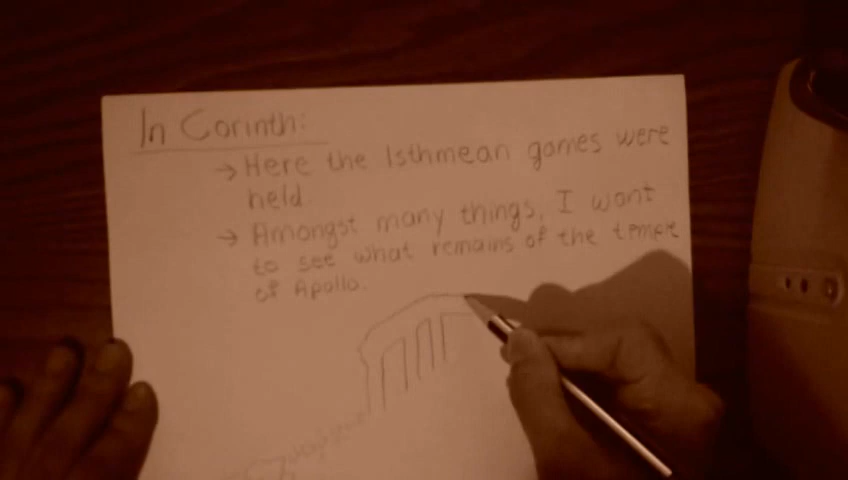 In Corinth:
→ Here the Isthmean games were
held.
→ Amongst many things, I want
to see what remains of the
of Apollo.